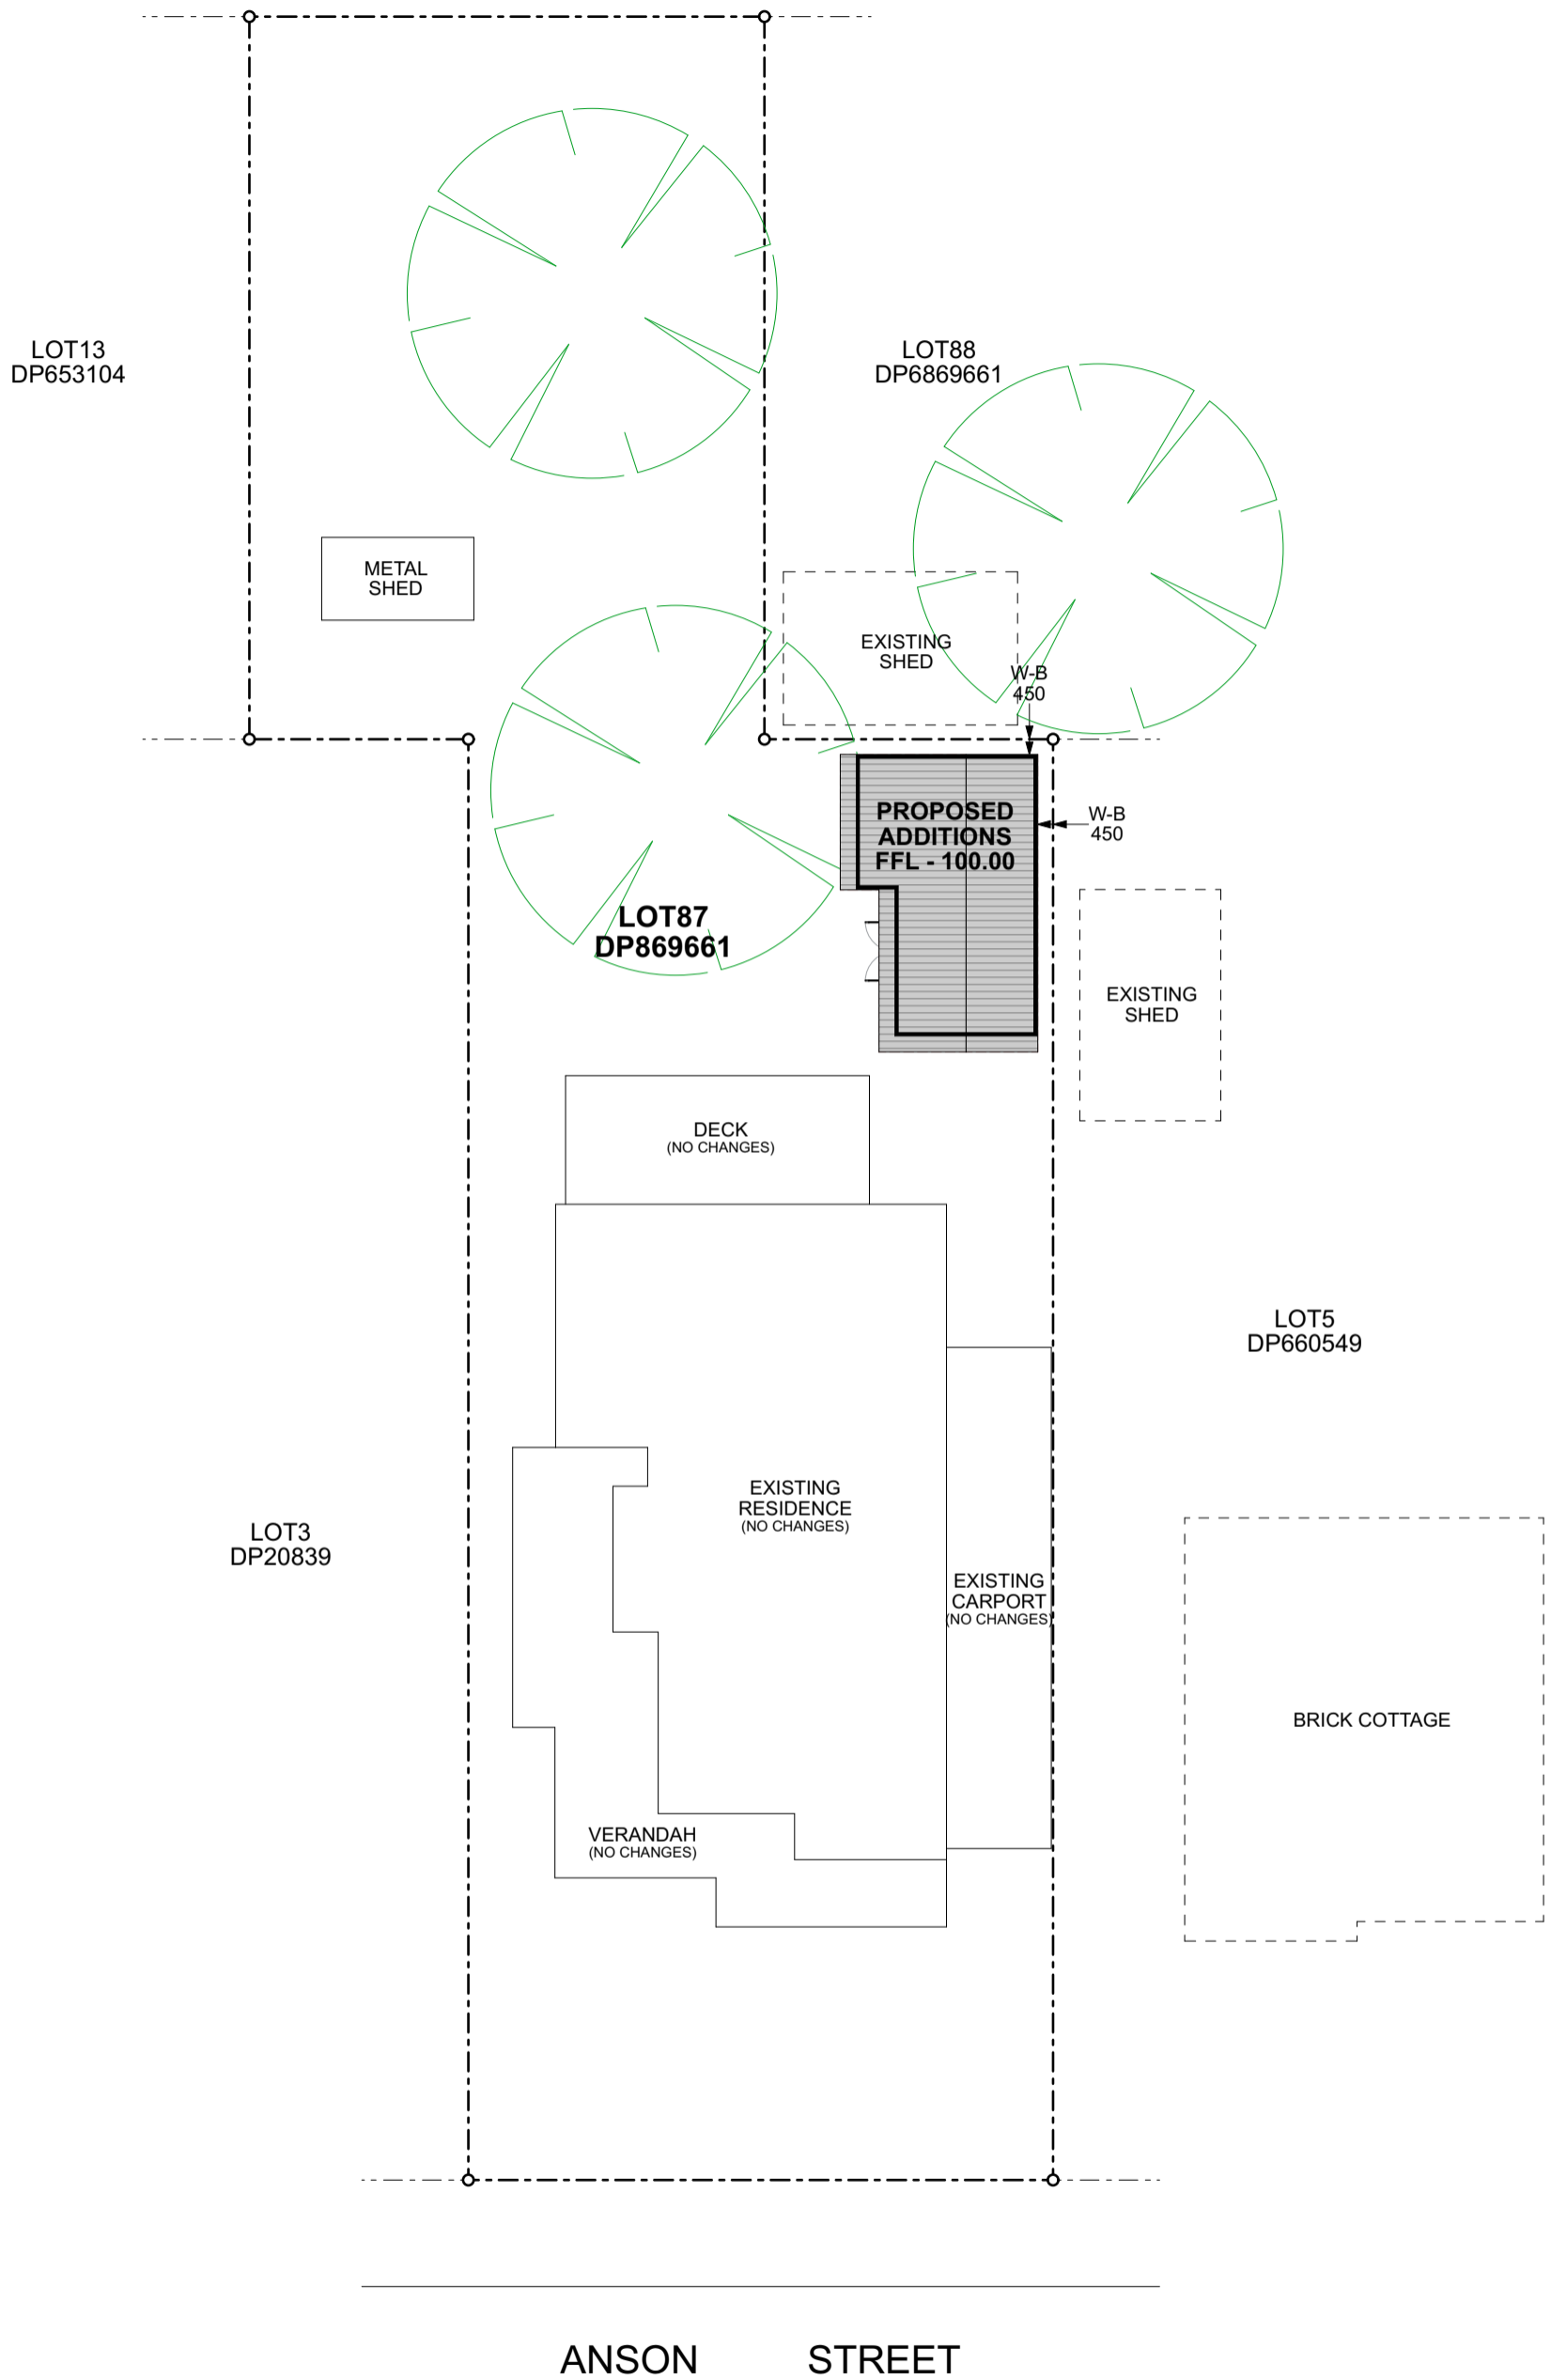 LOT13
DP653104
LOT88
DP6869661
METAL
SHED
EXISTING
SHED
W-B
450
PROPOSED
ADDITIONS
FFL - 100.00
W-B
450
LOT87
DP869661
EXISTING
SHED
DECK
(NO CHANGES)
LOT5
DP660549
EXISTING
RESIDENCE
(NO CHANGES)
LOT3
DP20839
EXISTING
CARPORT
(NO CHANGES)
BRICK COTTAGE
VERANDAH
(NO CHANGES)
ANSON STREET